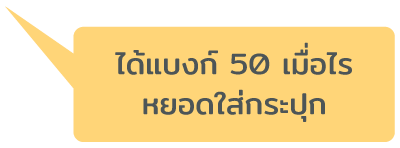 ได้แบงก์ 50 เมื่อไร
หยอดใส่กระปุก